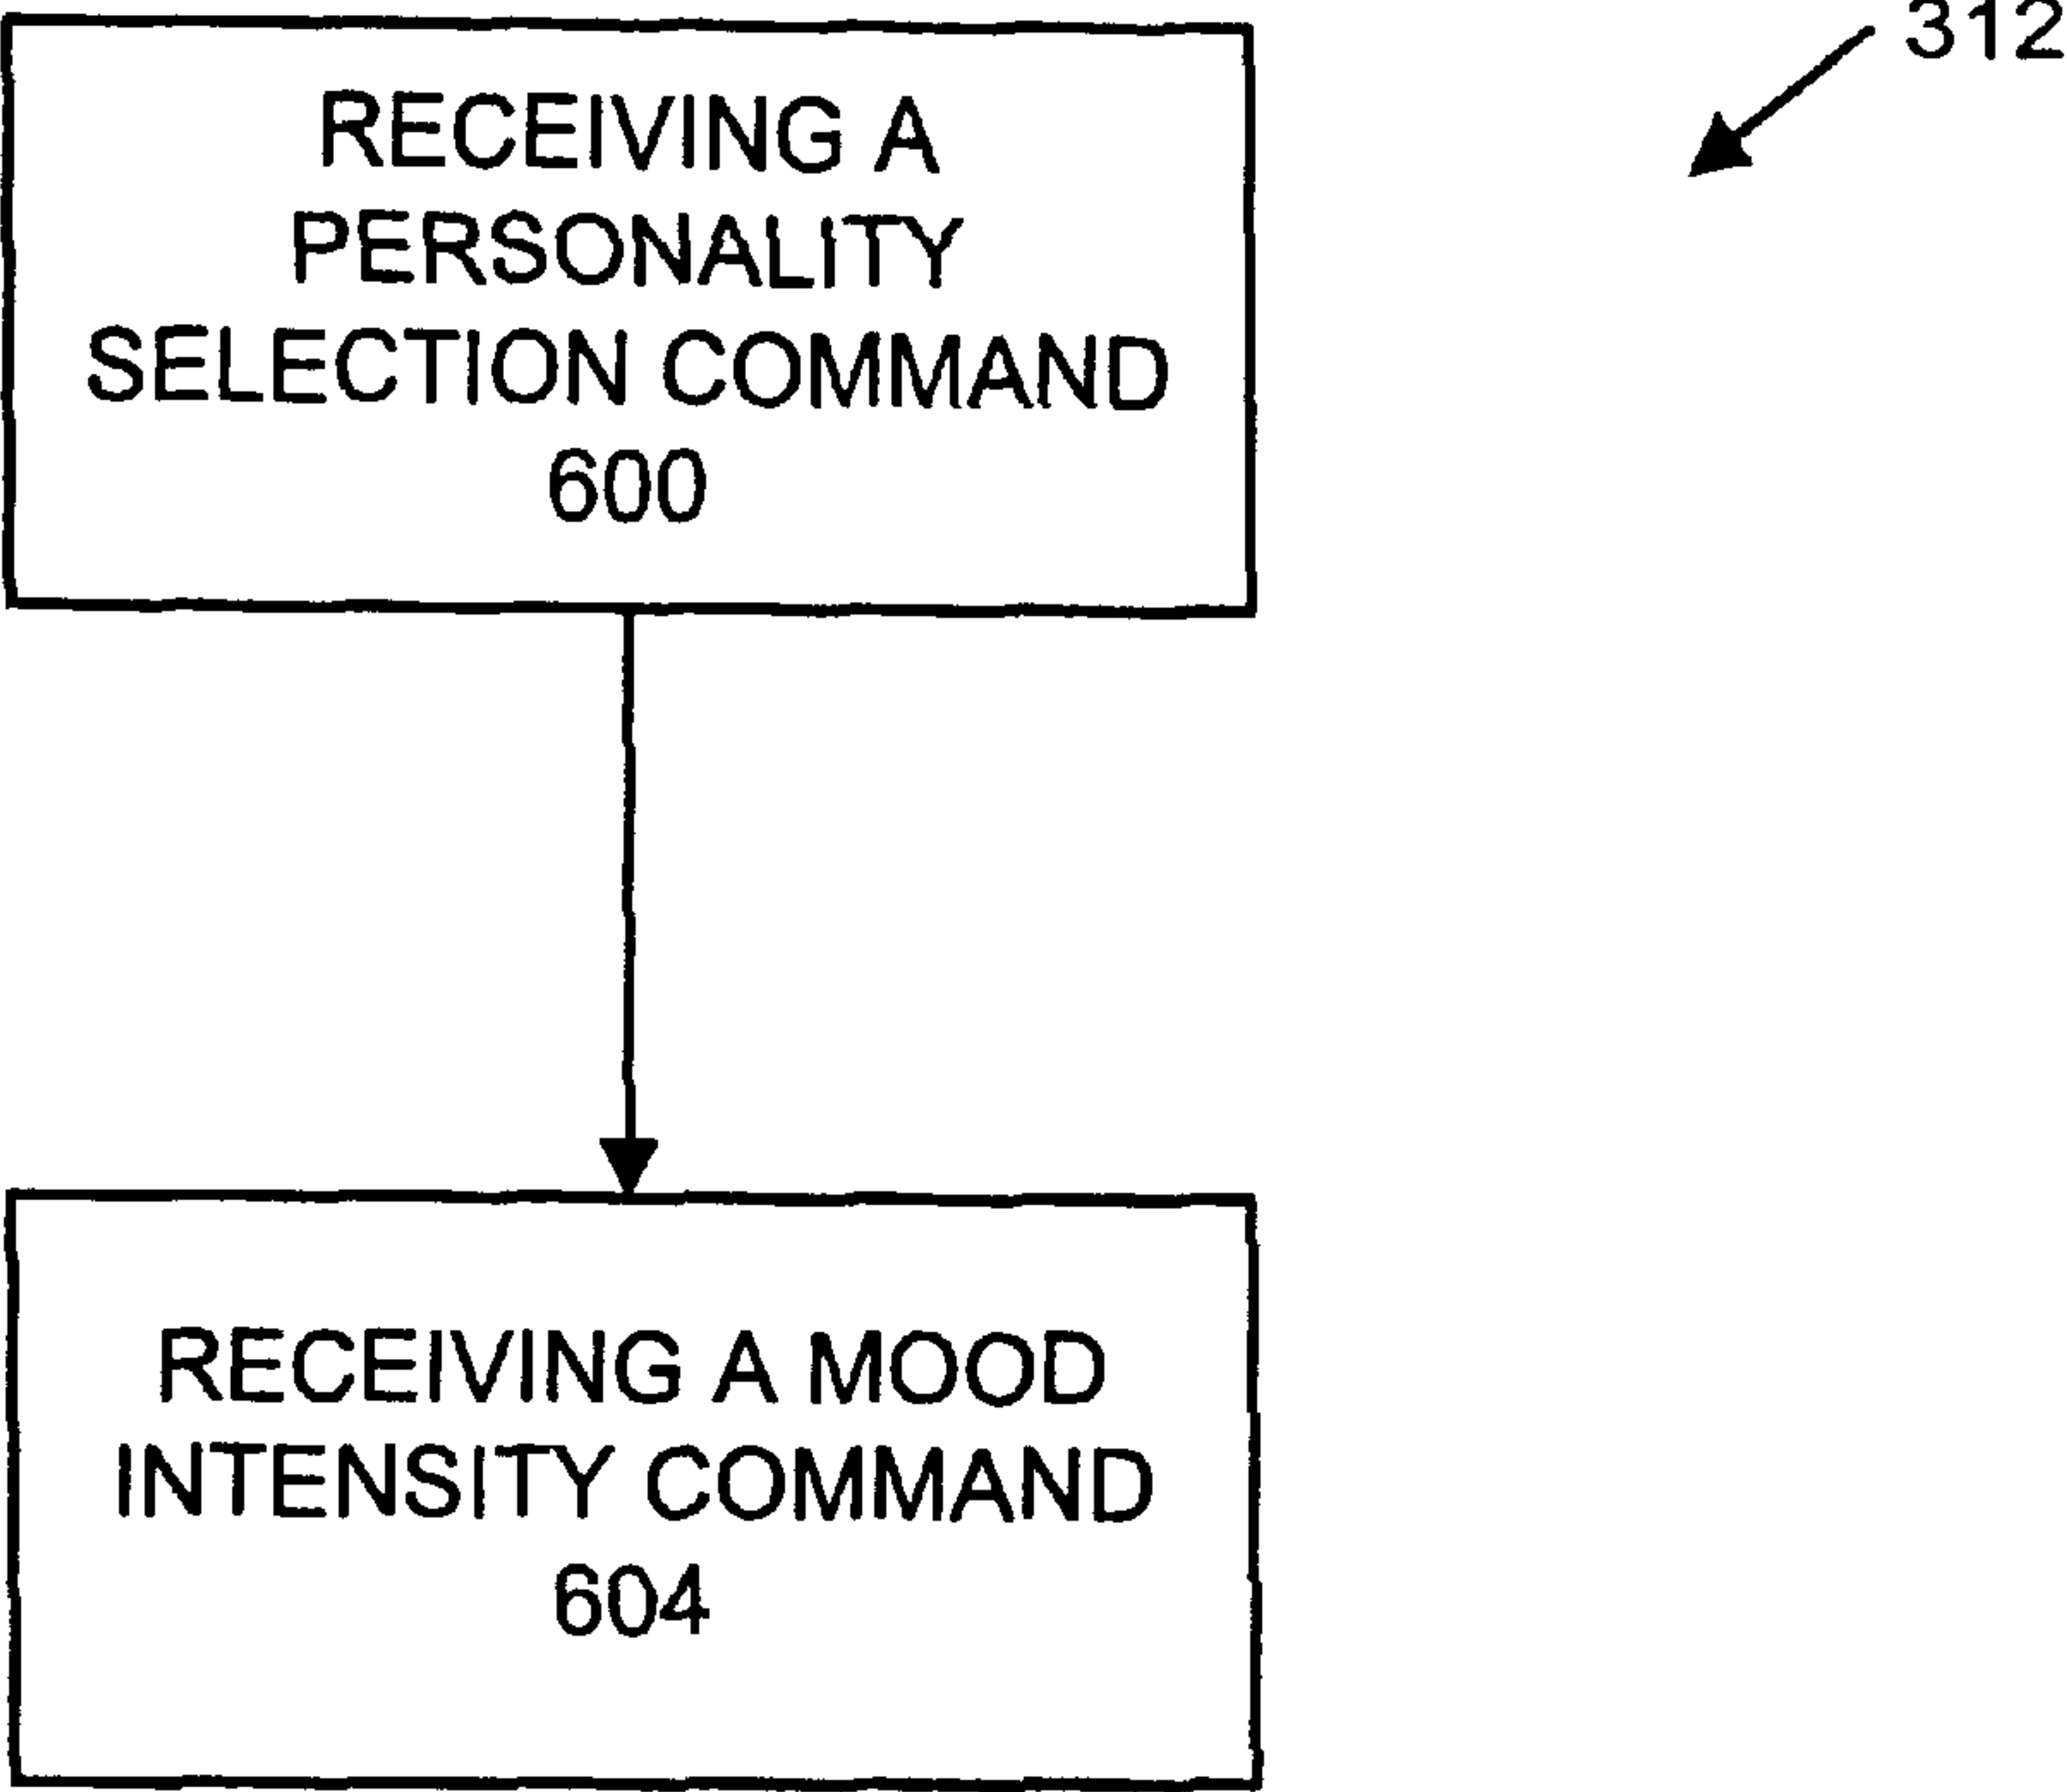 312
RECEIVING A
PERSONALITY
SELECTION COMMAND
600
RECEIVING A MOOD
INTENSITY COMMAND
604